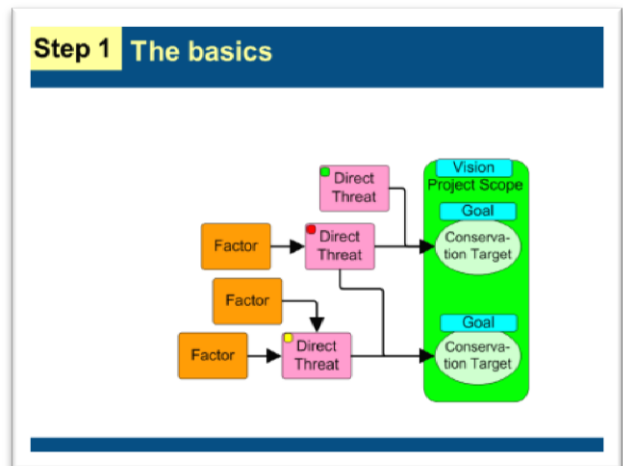 Step 1 The basics
Vision
Project Scope
Direct
Threat
Goal
Factor
Direct
Threat
Conserva-
tion Target
Factor
Goal
Factor
Direct
Threat
Conserva-
tion Target